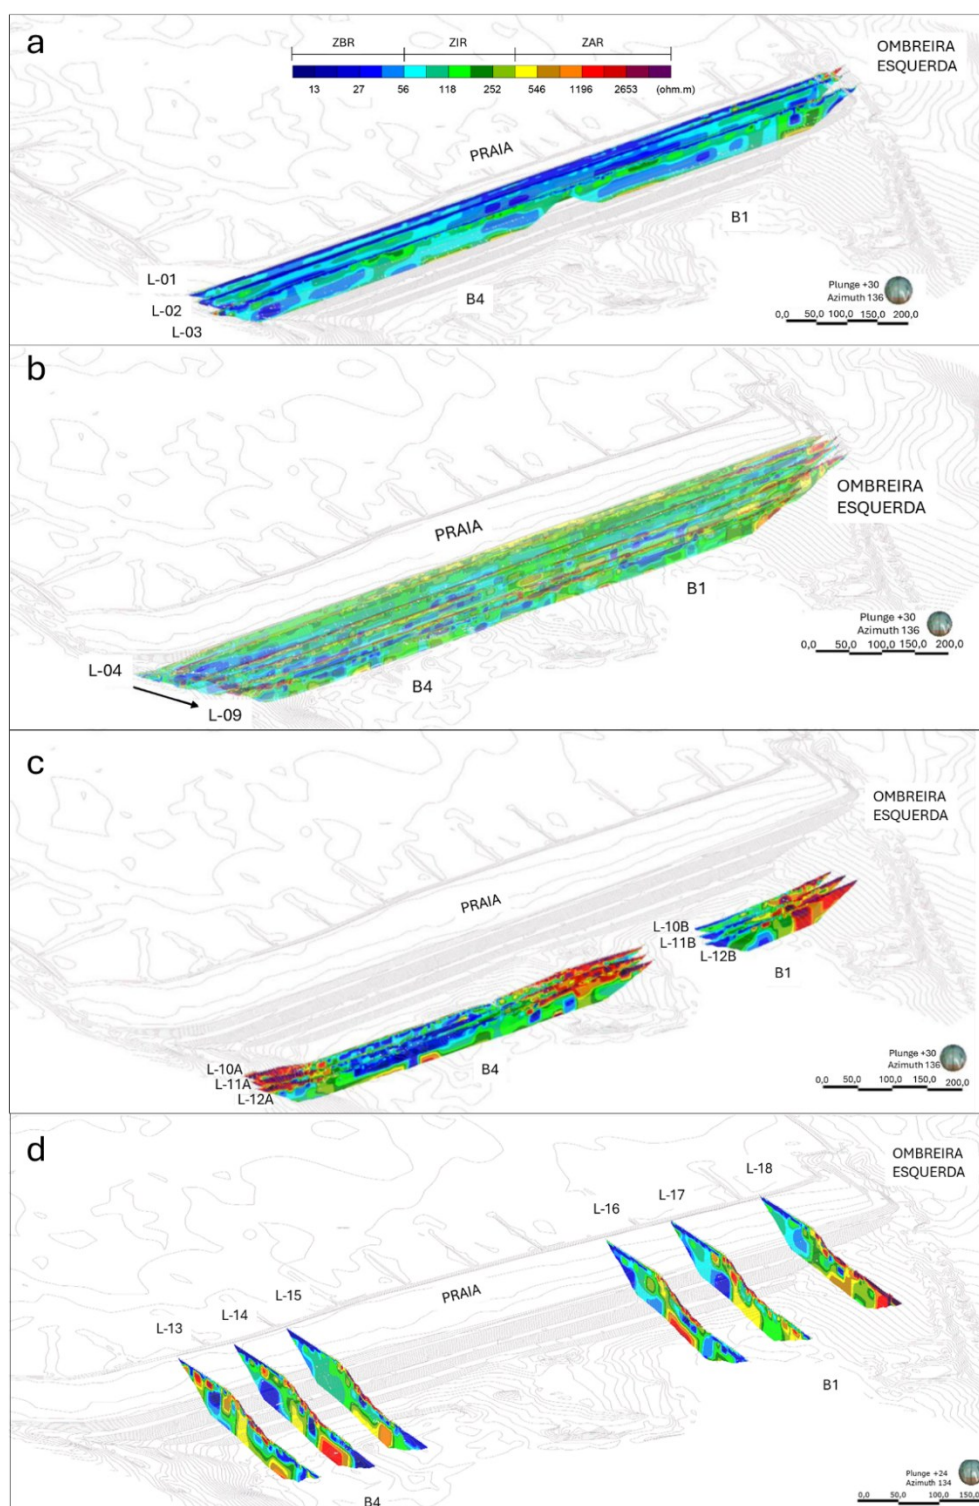 a
ZBR ZIR ZAR
13 27 56 118 252 546 1196 2653 (ohm.m)
OMBREIRA
ESQUERDA
PRAIA
B1
L-01
L-02
L-03
B4
Plunge +30
Azimuth 136
0,0 50,0 100,0 150,0 200,0
b
OMBREIRA
ESQUERDA
PRAIA
B1
L-04
B4
L-09
Plunge +30
Azimuth 136
0,0 50,0 100,0 150,0 200,0
c
OMBREIRA
ESQUERDA
PRAIA
L-10B
L-11B
L-12B
B1
L-10A
L-11A
L-12A
B4
Plunge +30
Azimuth 136
0,0 50,0 100,0 150,0 200,0
d
OMBREIRA
ESQUERDA
L-18
L-17
L-16
PRAIA
L-15
L-14
L-13
B1
B4
Plunge +24
Azimuth 134
0,0 50,0 100,0 150,0